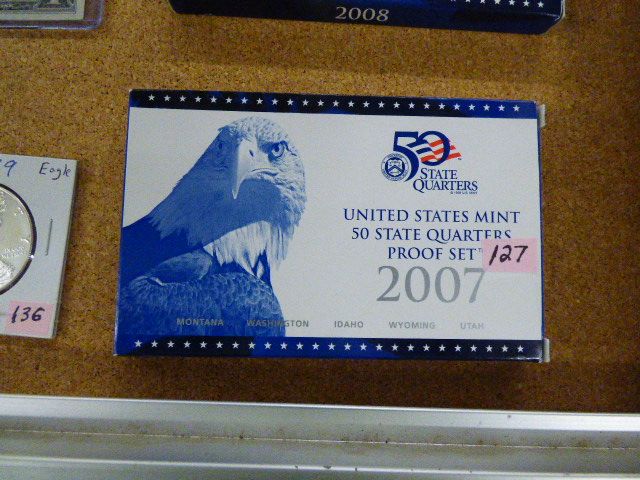 2008
9 Eagle
136
50
STATE
QUARTERS
UNITED STATES MINT
50 STATE QUARTERS
PROOF SET™
127
2007
MONTANA WASHINGTON IDAHO WYOMING UTAH